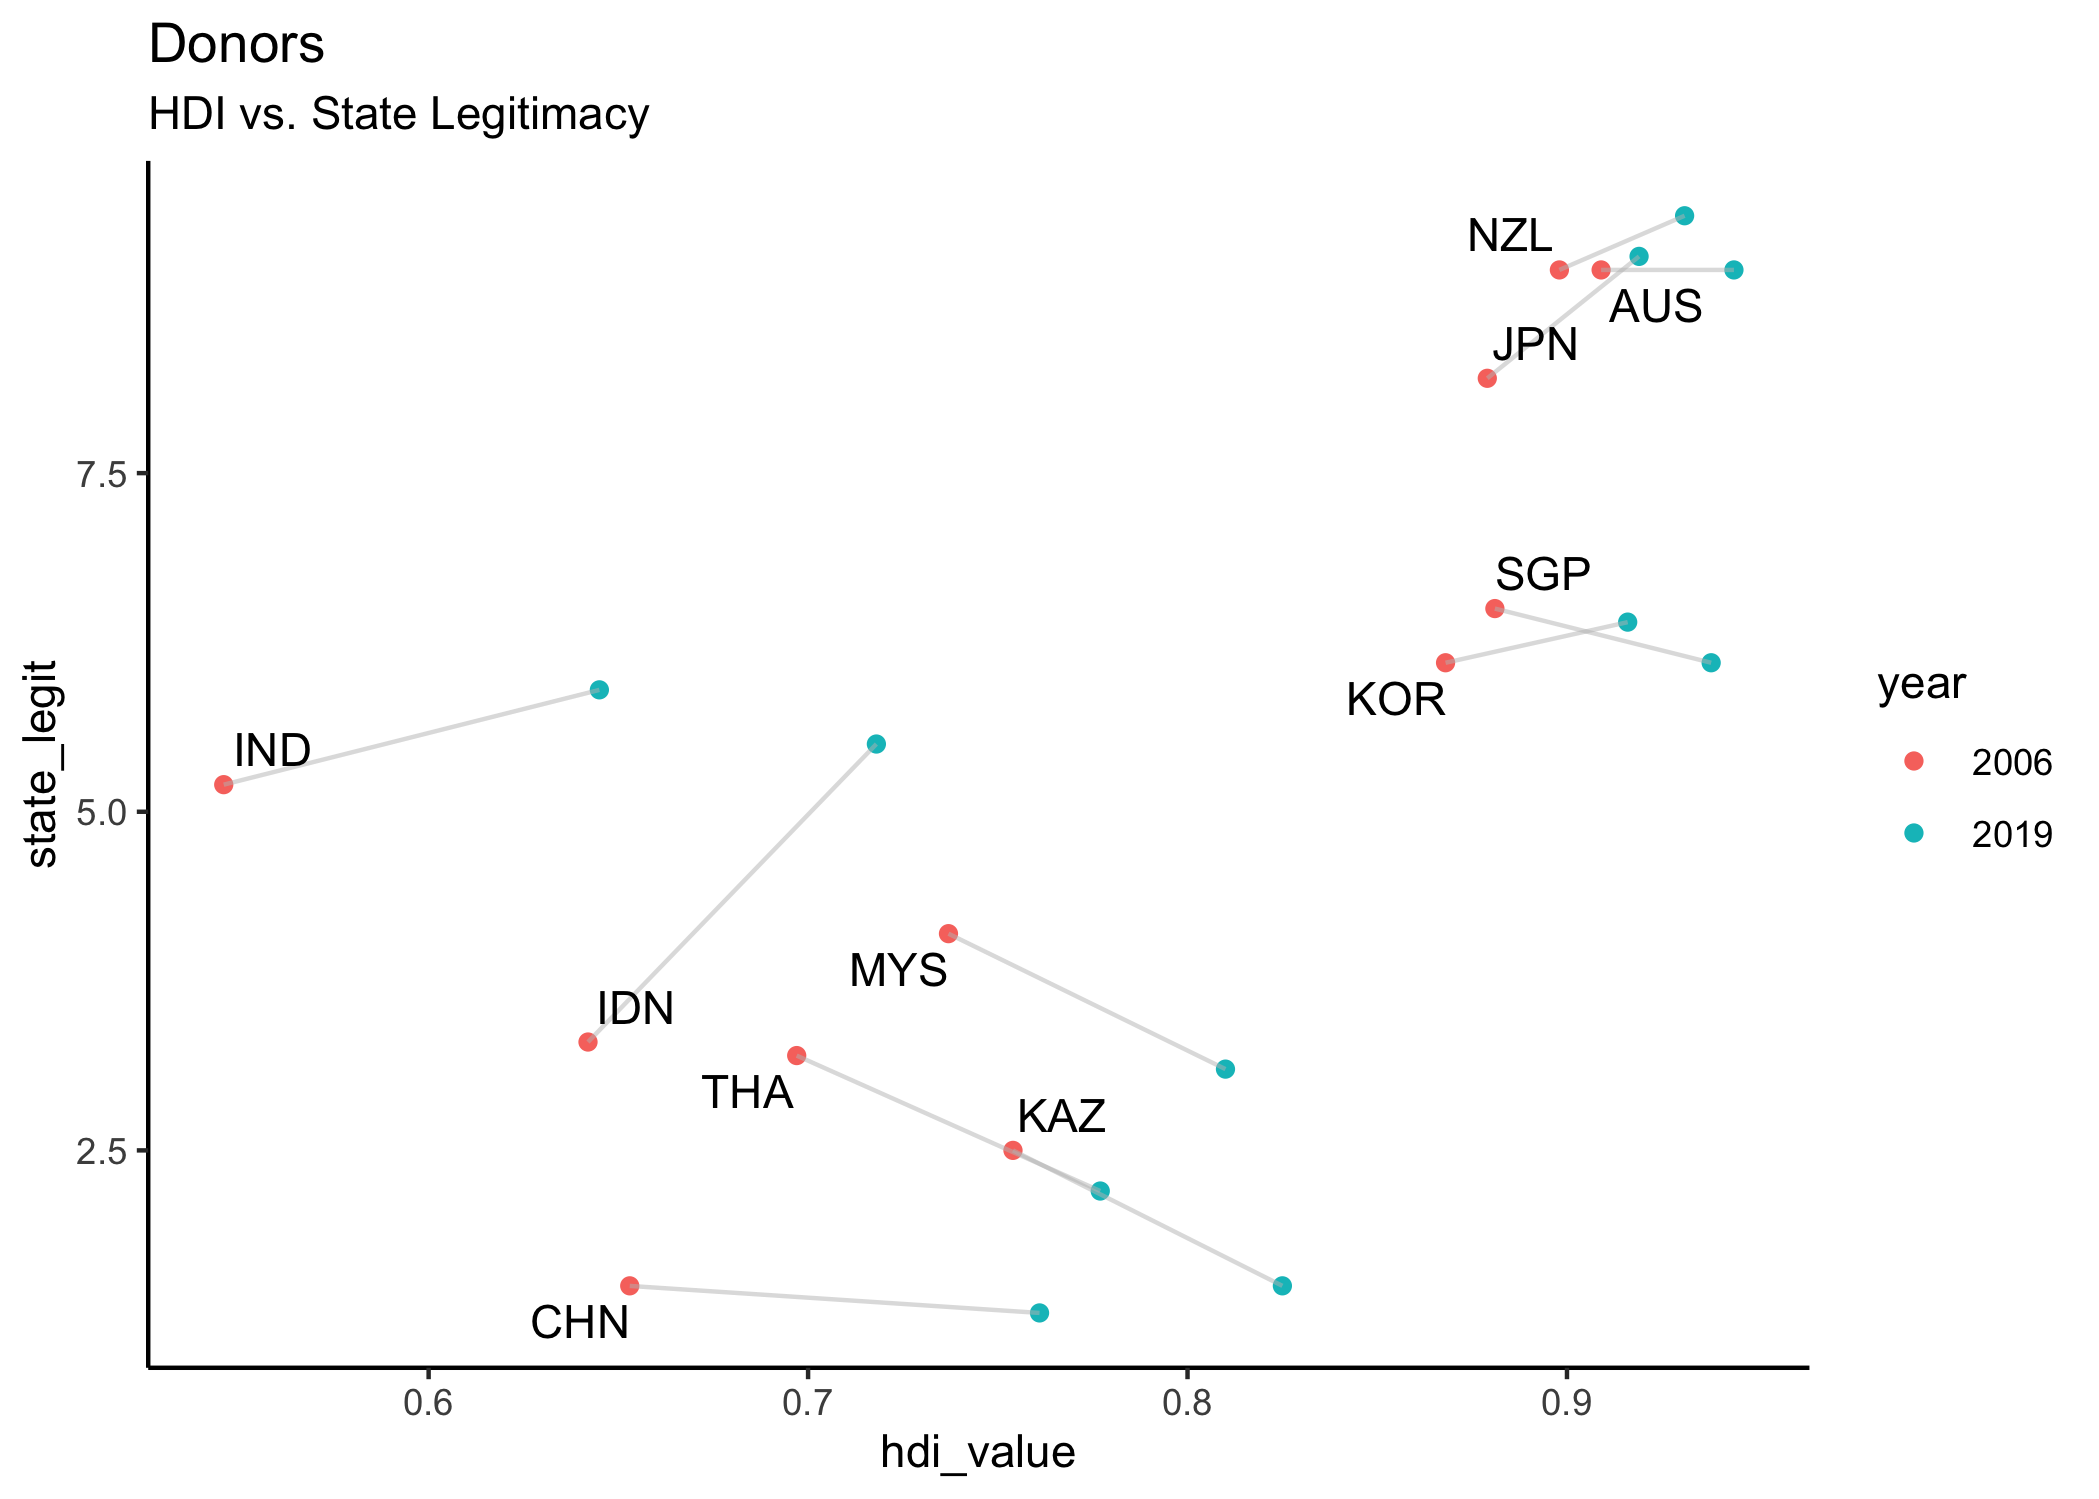 Donors
HDI vs. State Legitimacy
NZL
AUS
JPN
7.5
SGP
KOR
IND
5.0
state_legit
MYS
IDN
THA
KAZ
2.5
CHN
0.6 0.7 0.8 0.9
hdi_value
year
2006
2019